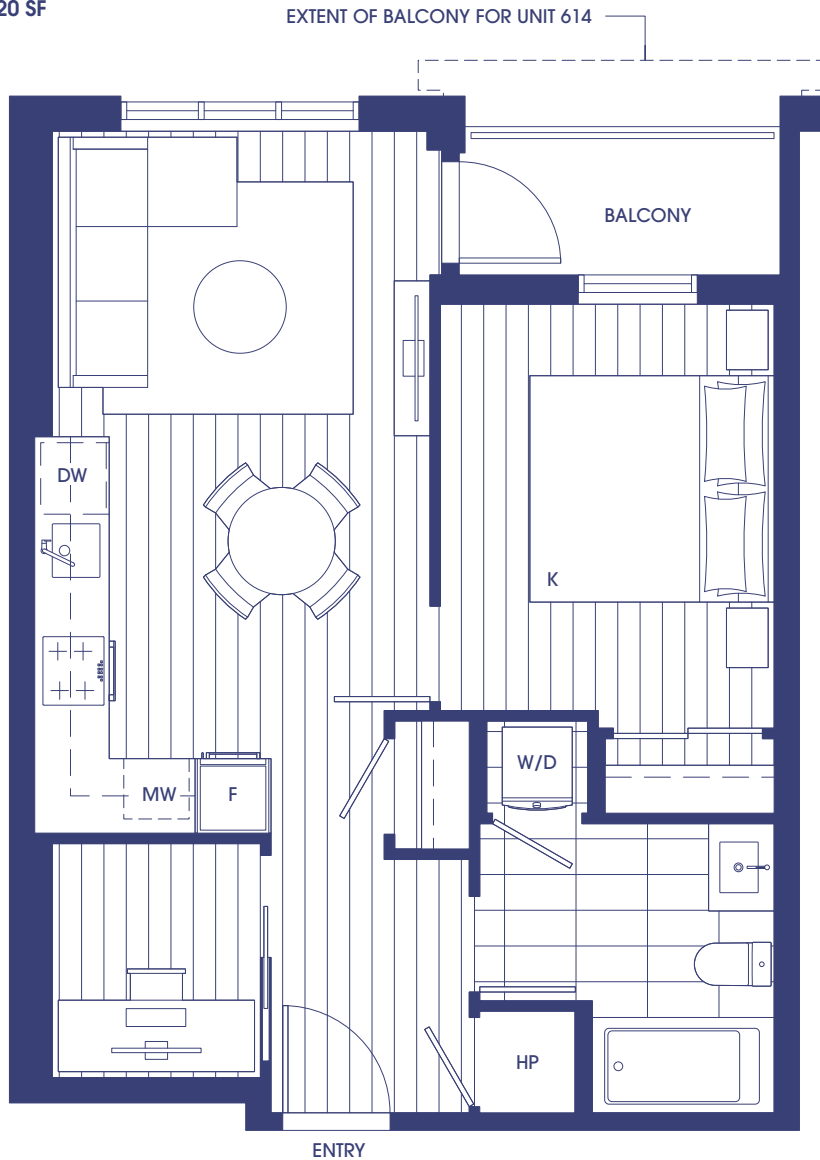 20 SF
EXTENT OF BALCONY FOR UNIT 614
BALCONY
DW
K
W/D
MW
F
HP
ENTRY